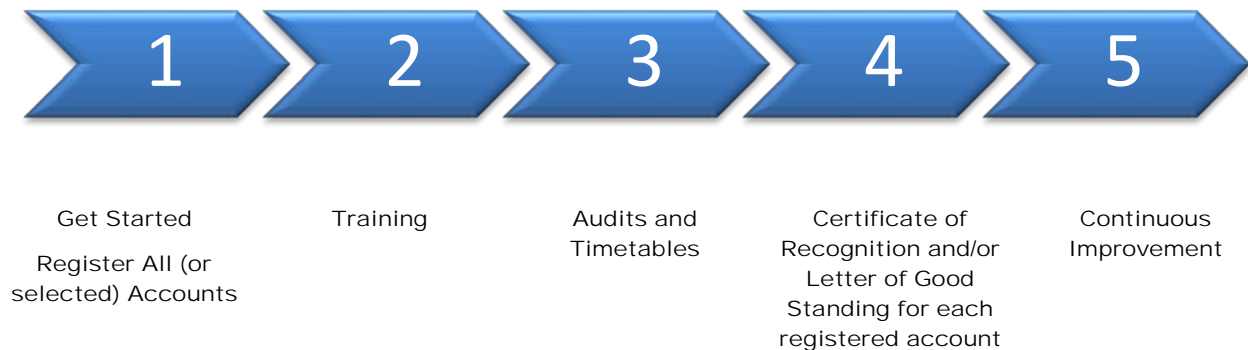 1
2
3
4
5
Get Started
Register All (or
selected) Accounts
Training
Audits and
Timetables
Certificate of
Recognition and/or
Letter of Good
Standing for each
registered account
Continuous
Improvement